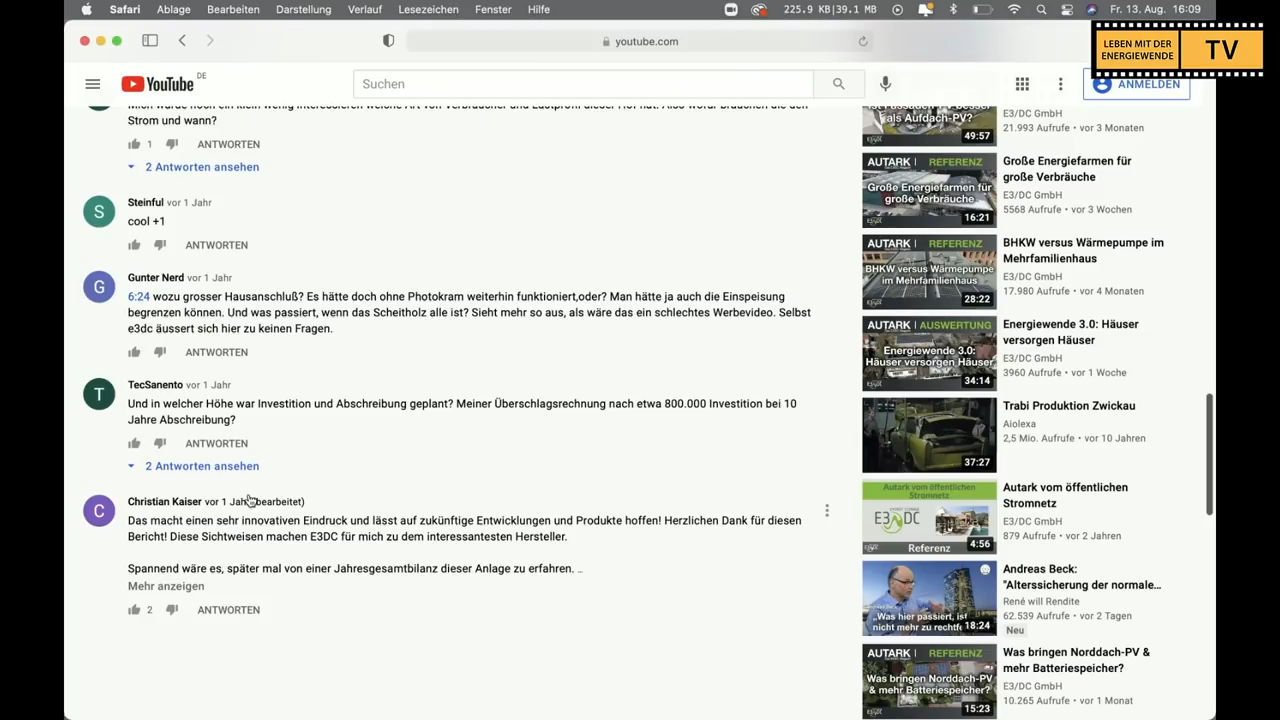 Safari Ablage Bearbeiten Darstellung Verlauf Lesezeichen Fenster Hilfe 225.9 KB|39.1 MB Fr. 13. Aug. 16:09
LEBEN MIT DER ENERGIEWENDE TV
youtube.com
YouTube DE
Suchen
ANMELDEN
Strom und wann?
1 ANTWORTEN
2 Antworten ansehen
Steinful vor 1 Jahr
cool +1
ANTWORTEN
Gunter Nerd vor 1 Jahr
6:24 wozu grosser Hausanschluß? Es hätte doch ohne Photokram weiterhin funktioniert,oder? Man hätte ja auch die Einspeisung
begrenzen können. Und was passiert, wenn das Scheitholz alle ist? Sieht mehr so aus, als wäre das ein schlechtes Werbevideo. Selbst
e3dc äussert sich hier zu keinen Fragen.
ANTWORTEN
TecSanento vor 1 Jahr
Und in welcher Höhe war Investition und Abschreibung geplant? Meiner Überschlagsrechnung nach etwa 800.000 Investition bei 10
Jahre Abschreibung?
ANTWORTEN
2 Antworten ansehen
Christian Kaiser vor 1 Jahr bearbeitet)
Das macht einen sehr innovativen Eindruck und lässt auf zukünftige Entwicklungen und Produkte hoffen! Herzlichen Dank für diesen
Bericht! Diese Sichtweisen machen E3DC für mich zu dem interessantesten Hersteller.
Spannend wäre es, später mal von einer Jahresgesamtbilanz dieser Anlage zu erfahren. ...
Mehr anzeigen
2 ANTWORTEN
als Aufdach-PV?
49:57
E3/DC GmbH
21.993 Aufrufe • vor 3 Monaten
AUTARK | REFERENZ
Große Energiefarmen für
große Verbräuche
16:21
Große Energiefarmen für
große Verbräuche
E3/DC GmbH
5568 Aufrufe • vor 3 Wochen
AUTARK | REFERENZ
BHKW versus Wärmepumpe
im Mehrfamilienhaus
28:22
BHKW versus Wärmepumpe im
Mehrfamilienhaus
E3/DC GmbH
17.980 Aufrufe • vor 4 Monaten
AUTARK | AUSWERTUNG
Energiewende 3.0:
Häuser versorgen Häuser
34:14
Energiewende 3.0: Häuser
versorgen Häuser
E3/DC GmbH
3960 Aufrufe • vor 1 Woche
37:27
Trabi Produktion Zwickau
Aiolexa
2,5 Mio. Aufrufe • vor 10 Jahren
Autark vom öffentlichen
Stromnetz
E3/DC
Referenz
4:56
Autark vom öffentlichen
Stromnetz
E3/DC GmbH
879 Aufrufe • vor 2 Jahren
„Was hier passiert, ist
nicht mehr zu rechtfe
18:24
Andreas Beck:
"Alterssicherung der normale...
René will Rendite
62.539 Aufrufe • vor 2 Tagen
Neu
AUTARK | REFERENZ
Was bringen Norddach-PV
& mehr Batteriespeicher?
15:23
Was bringen Norddach-PV &
mehr Batteriespeicher?
E3/DC GmbH
10.265 Aufrufe • vor 1 Monat